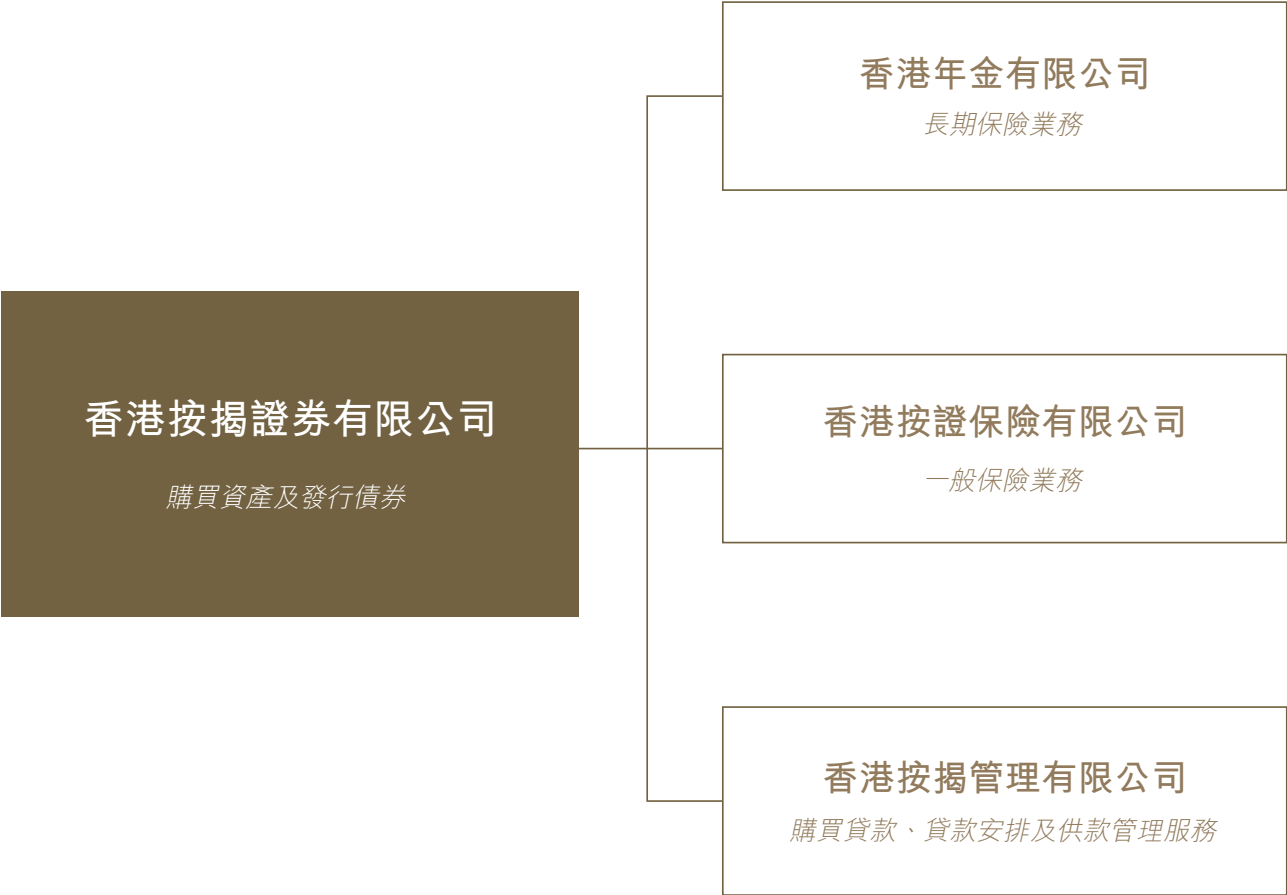 香港年金有限公司
長期保險業務
香港按揭證券有限公司
購買資產及發行債券
香港按證保險有限公司
一般保險業務
香港按揭管理有限公司
購買貸款、貸款安排及供款管理服務